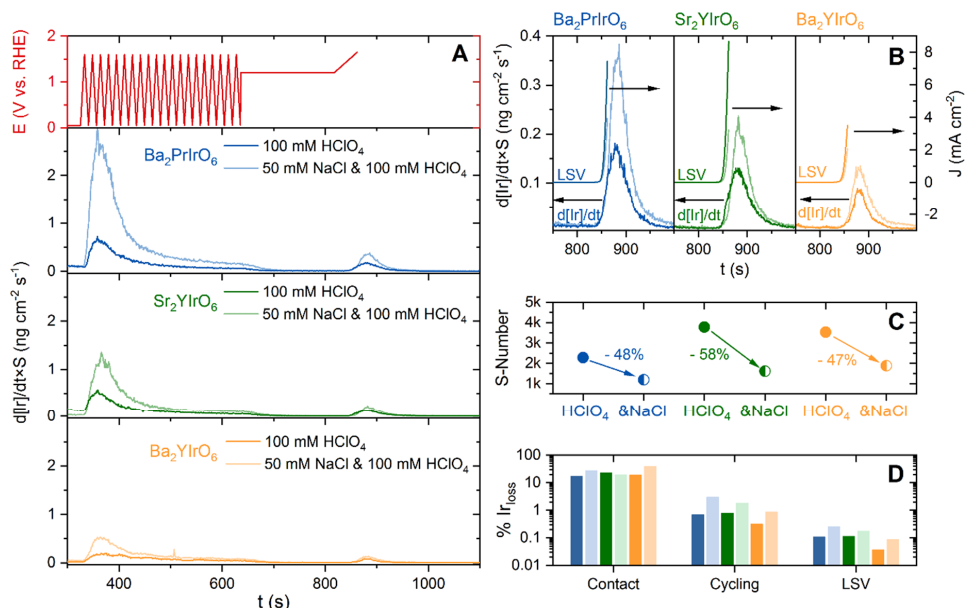 A
E (V vs. RHE)
2
1
0
Ba₂PrIrO₆
100 mM HClO₄
50 mM NaCl & 100 mM HClO₄
2
1
0
Sr₂YIrO₆
100 mM HClO₄
50 mM NaCl & 100 mM HClO₄
2
1
0
Ba₂YIrO₆
100 mM HClO₄
50 mM NaCl & 100 mM HClO₄
2
1
0
d[Ir]/dt×S (ng cm⁻² s⁻¹)
400 600 800 1000
t (s)
Ba₂PrIrO₆ Sr₂YIrO₆ Ba₂YIrO₆
B
0.4
0.3
0.2
0.1
d[Ir]/dt×S (ng cm⁻² s⁻¹)
8
6
4
2
0
-2
J (mA cm⁻²)
LSV LSV LSV
d[Ir]/dt d[Ir]/dt d[Ir]/dt
800 900 800 900 800 900
t (s)
C
S-Number
5k
4k
3k
2k
1k
- 48% - 58% - 47%
HClO₄ &NaCl HClO₄ &NaCl HClO₄ &NaCl
D
% Irₗₒₛₛ
100
10
1
0.1
0.01
Contact Cycling LSV